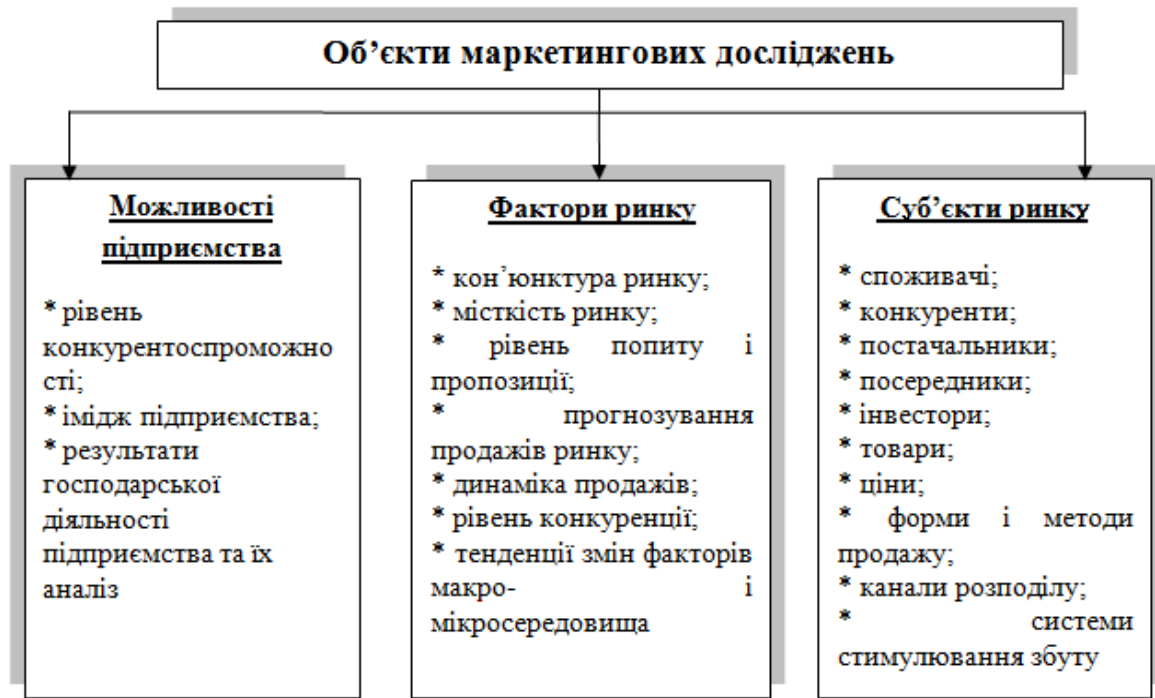 Об’єкти маркетингових досліджень
Можливості
підприємства
* рівень
конкурентоспроможно
сті;
* імідж підприємства;
* результати
господарської
діяльності
підприємства та їх
аналіз
Фактори ринку
* кон’юнктура ринку;
* місткість ринку;
* рівень попиту і
пропозиції;
* прогнозування
продажів ринку;
* динаміка продажів;
* рівень конкуренції;
* тенденції змін факторів
макро- і
мікросередовища
Суб’єкти ринку
* споживачі;
* конкуренти;
* постачальники;
* посередники;
* інвестори;
* товари;
* ціни;
* форми і методи
продажу;
* канали розподілу;
* системи
стимулювання збуту